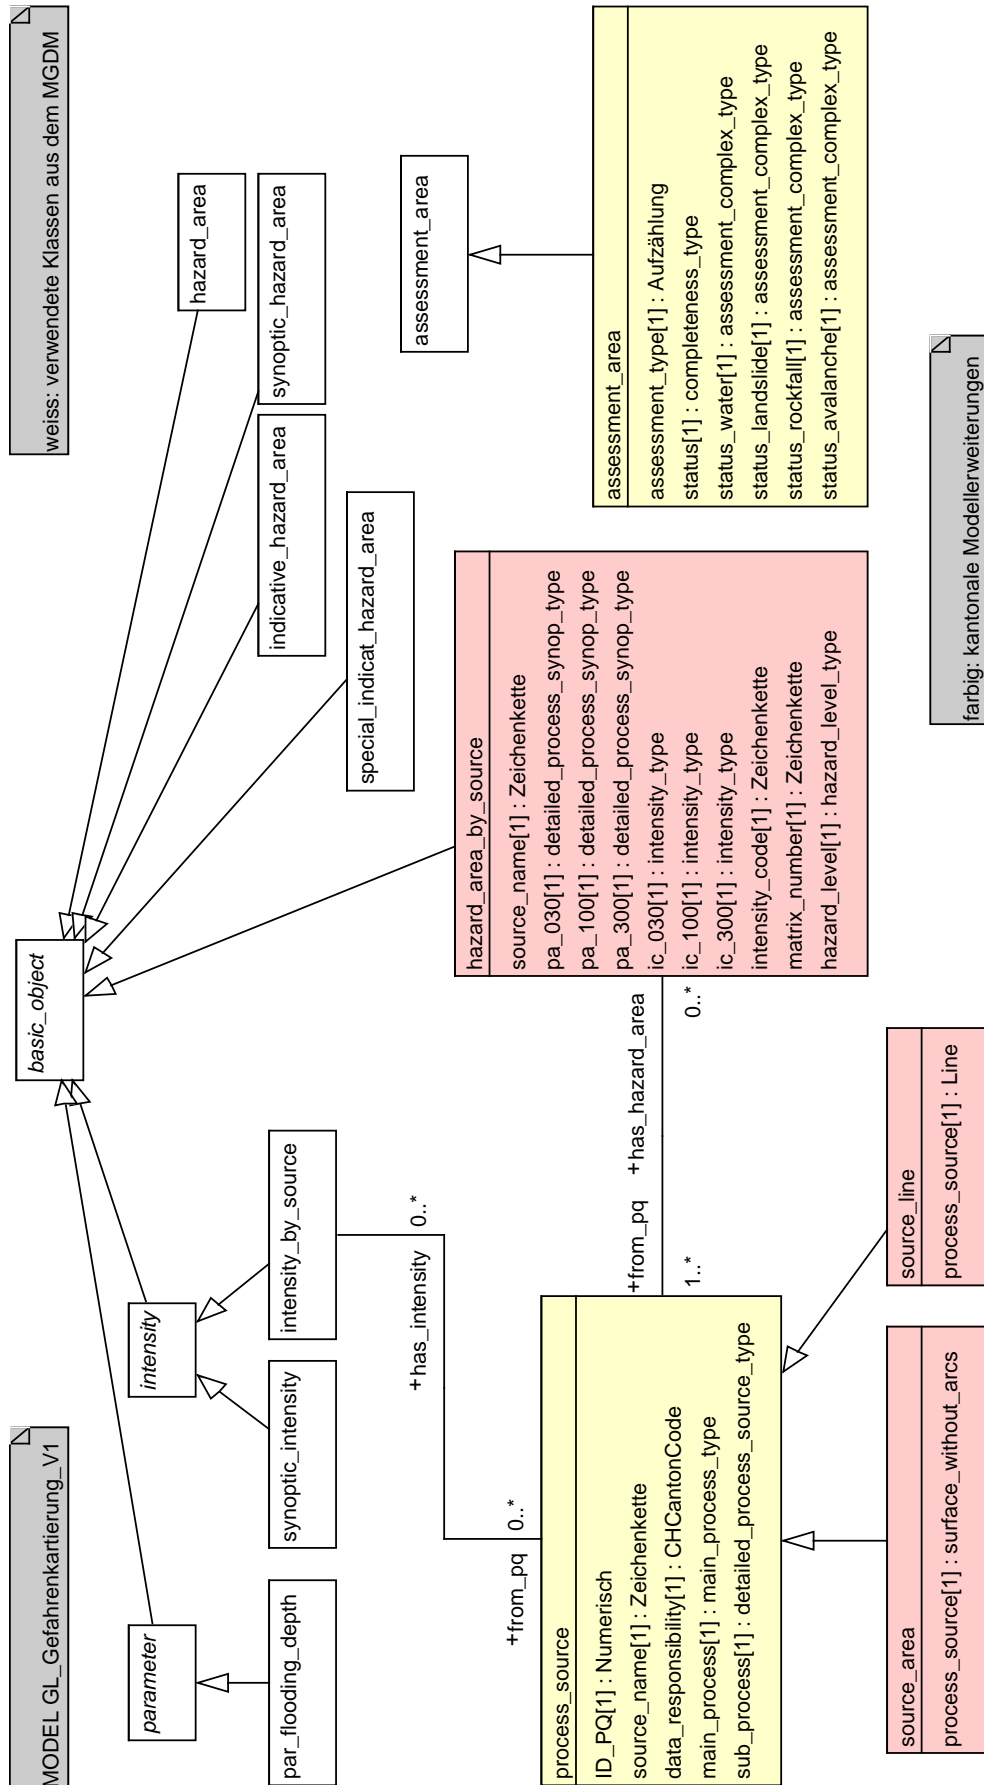 MODEL GL_Gefahrenkartierung_V1
weiss: verwendete Klassen aus dem MGDM
basic_object
parameter
intensity
hazard_area
par_flooding_depth
synoptic_intensity
intensity_by_source
indicative_hazard_area
synoptic_hazard_area
special_indicat_hazard_area
assessment_area
+has_intensity 0..*
+from_pq 0..*
hazard_area_by_source
source_name[1] : Zeichenkette
pa_030[1] : detailed_process_synop_type
pa_100[1] : detailed_process_synop_type
pa_300[1] : detailed_process_synop_type
ic_030[1] : intensity_type
ic_100[1] : intensity_type
ic_300[1] : intensity_type
intensity_code[1] : Zeichenkette
matrix_number[1] : Zeichenkette
hazard_level[1] : hazard_level_type
process_source
ID_PQ[1] : Numerisch
source_name[1] : Zeichenkette
data_responsibility[1] : CHCantonCode
main_process[1] : main_process_type
sub_process[1] : detailed_process_source_type
+from_pq +has_hazard_area
1..* 0..*
assessment_area
assessment_type[1] : Aufzählung
status[1] : completeness_type
status_water[1] : assessment_complex_type
status_landslide[1] : assessment_complex_type
status_rockfall[1] : assessment_complex_type
status_avalanche[1] : assessment_complex_type
source_area
process_source[1] : surface_without_arcs
source_line
process_source[1] : Line
farbig: kantonale Modellerweiterungen